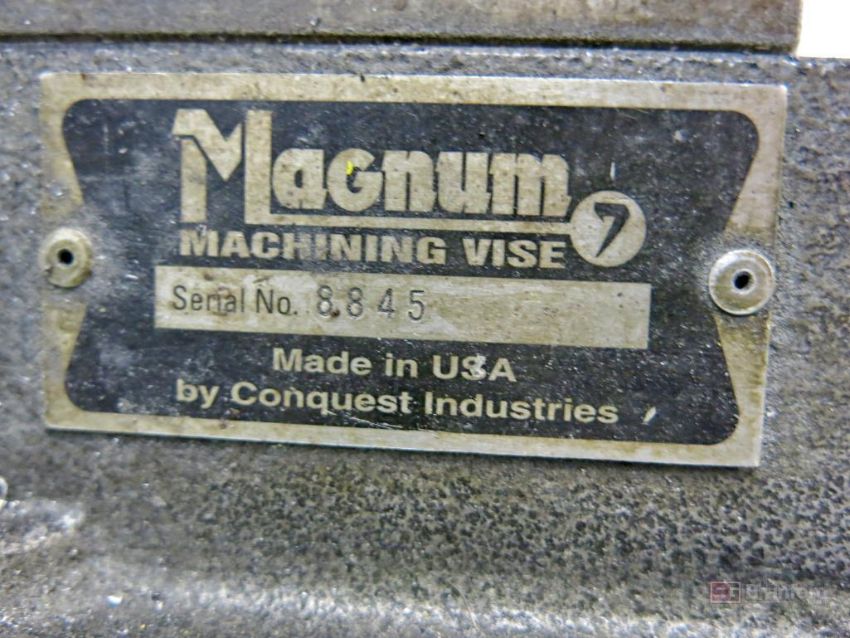 MaGnum
MACHINING VISE 7
Serial No. 8845
Made in USA
by Conquest Industries